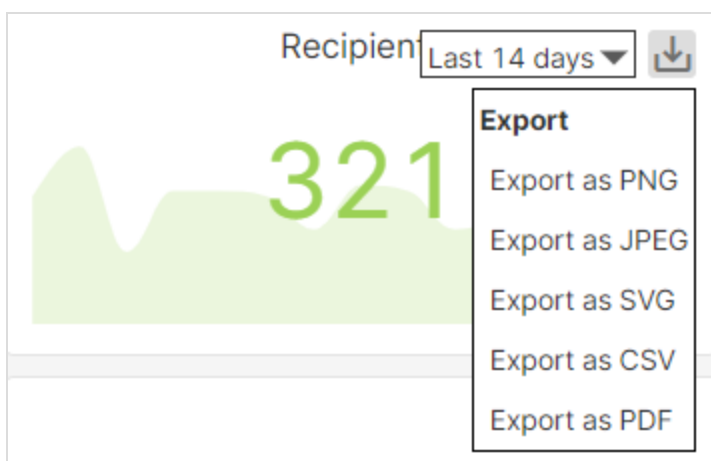 Recipient
Last 14 days
321
Export
Export as PNG
Export as JPEG
Export as SVG
Export as CSV
Export as PDF